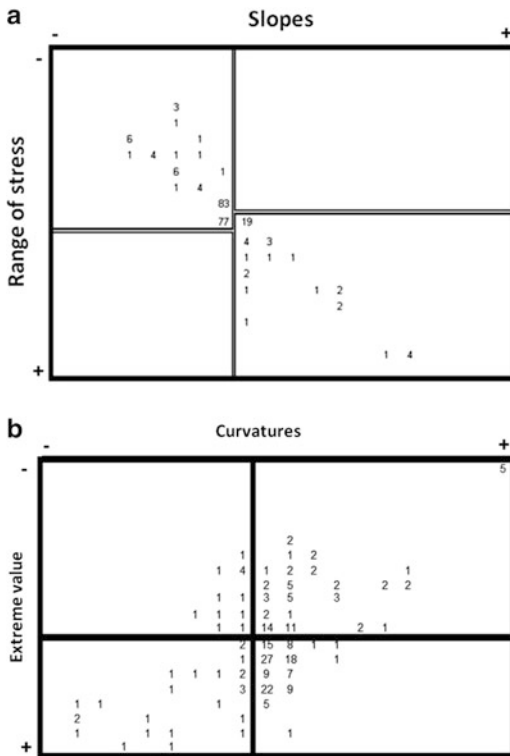 a
Slopes
- +
-
3
1
6 1
1 4 1 1
6 1
1 4
83
77 19
4 3
1 1 1
2
1 1 2
2
1
1 4
+
Range of stress
b
Curvatures
- +
- 5
2
1 1 2
1 4 1 2 2 1
2 5 2 2 2
1 1 3 5 3
1 1 1 2 1
1 1 14 11 2 1
2 15 8 1 1
1 27 18 1
1 1 1 2 9 7
1 3 22 9
1 1 1 5
2 1 1
1 1 1 1 1
1 1
+
Extreme value